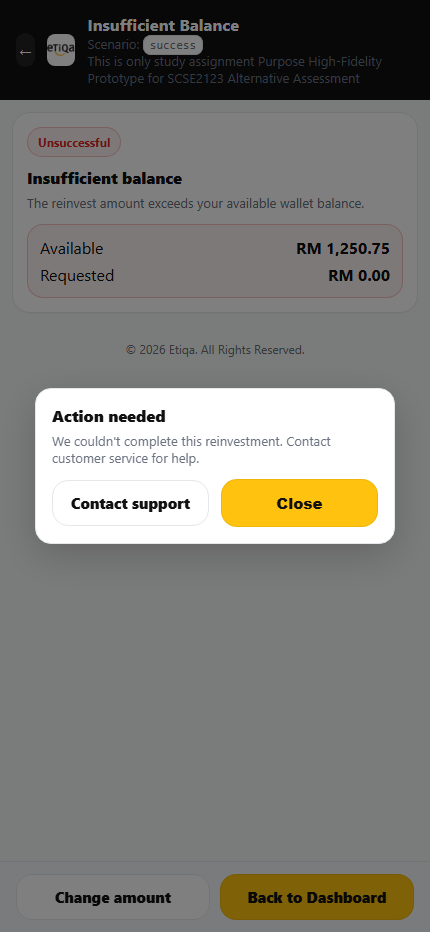 Insufficient Balance
← etiqa Scenario: success
This is only study assignment Purpose High-Fidelity
Prototype for SCSE2123 Alternative Assessment
Unsuccessful
Insufficient balance
The reinvest amount exceeds your available wallet balance.
Available RM 1,250.75
Requested RM 0.00
© 2026 Etiqa. All Rights Reserved.
Action needed
We couldn't complete this reinvestment. Contact
customer service for help.
Contact support Close
Change amount Back to Dashboard